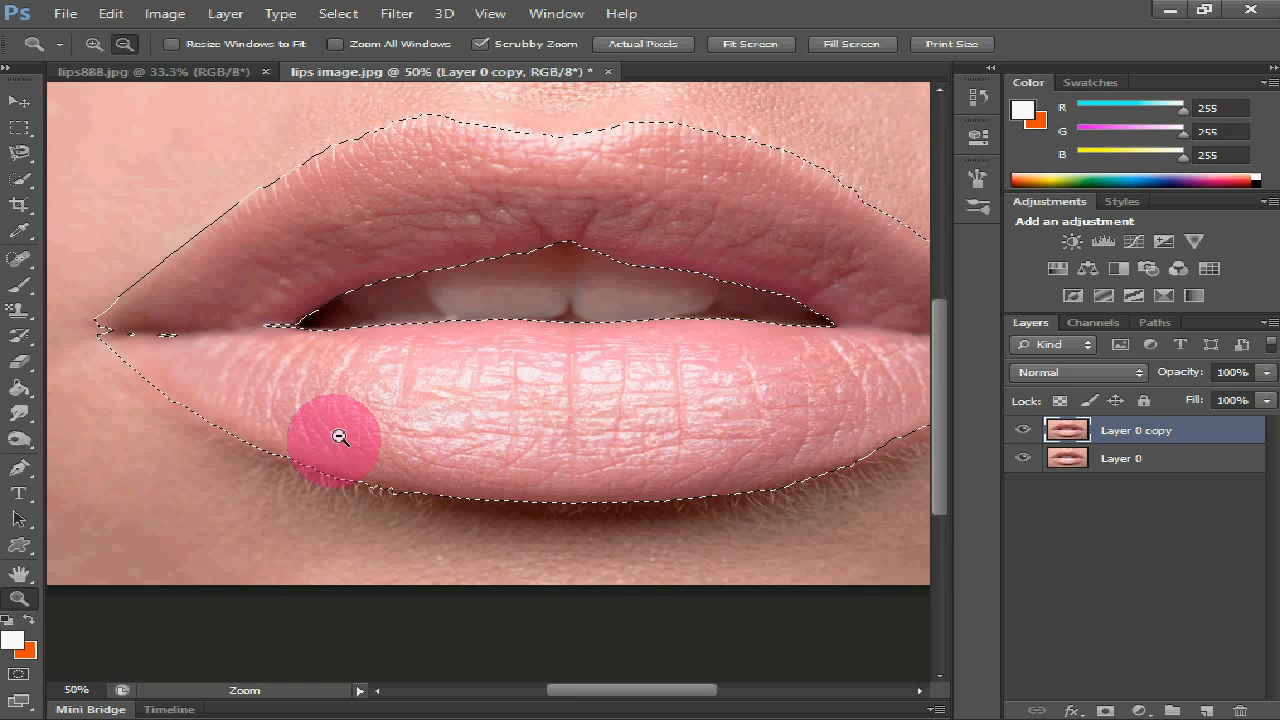 Ps File Edit Image Layer Type Select Filter 3D View Window Help
Resize Windows to Fit Zoom All Windows Scrubby Zoom Actual Pixels Fit Screen Fill Screen Print Size
lips888.jpg @ 33.3% (RGB/8*) × lips image.jpg @ 50% (Layer 0 copy, RGB/8*) * ×
Color Swatches
R 255
G 255
B 255
Adjustments Styles
Add an adjustment
Layers Channels Paths
Kind
Normal Opacity: 100%
Lock: Fill: 100%
Layer 0 copy
Layer 0
T
fx
50% Zoom
Mini Bridge Timeline